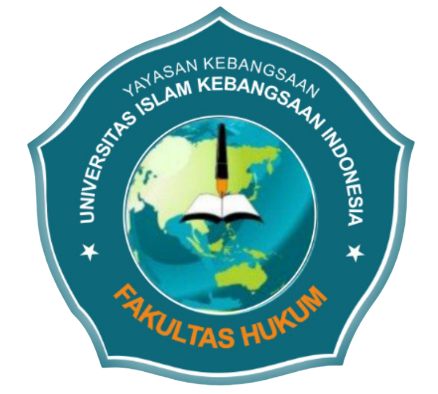 YAYASAN KEBANGSAAN
UNIVERSITAS ISLAM KEBANGSAAN INDONESIA
FAKULTAS HUKUM